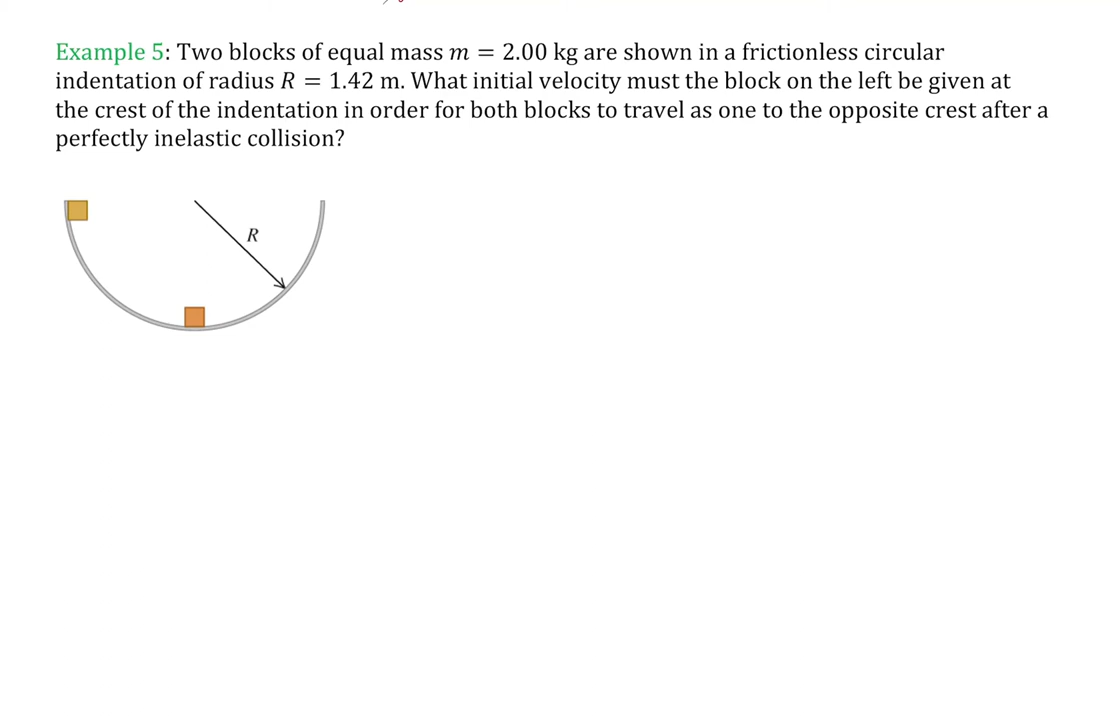 Example 5: Two blocks of equal mass m = 2.00 kg are shown in a frictionless circular
indentation of radius R = 1.42 m. What initial velocity must the block on the left be given at
the crest of the indentation in order for both blocks to travel as one to the opposite crest after a
perfectly inelastic collision?
R